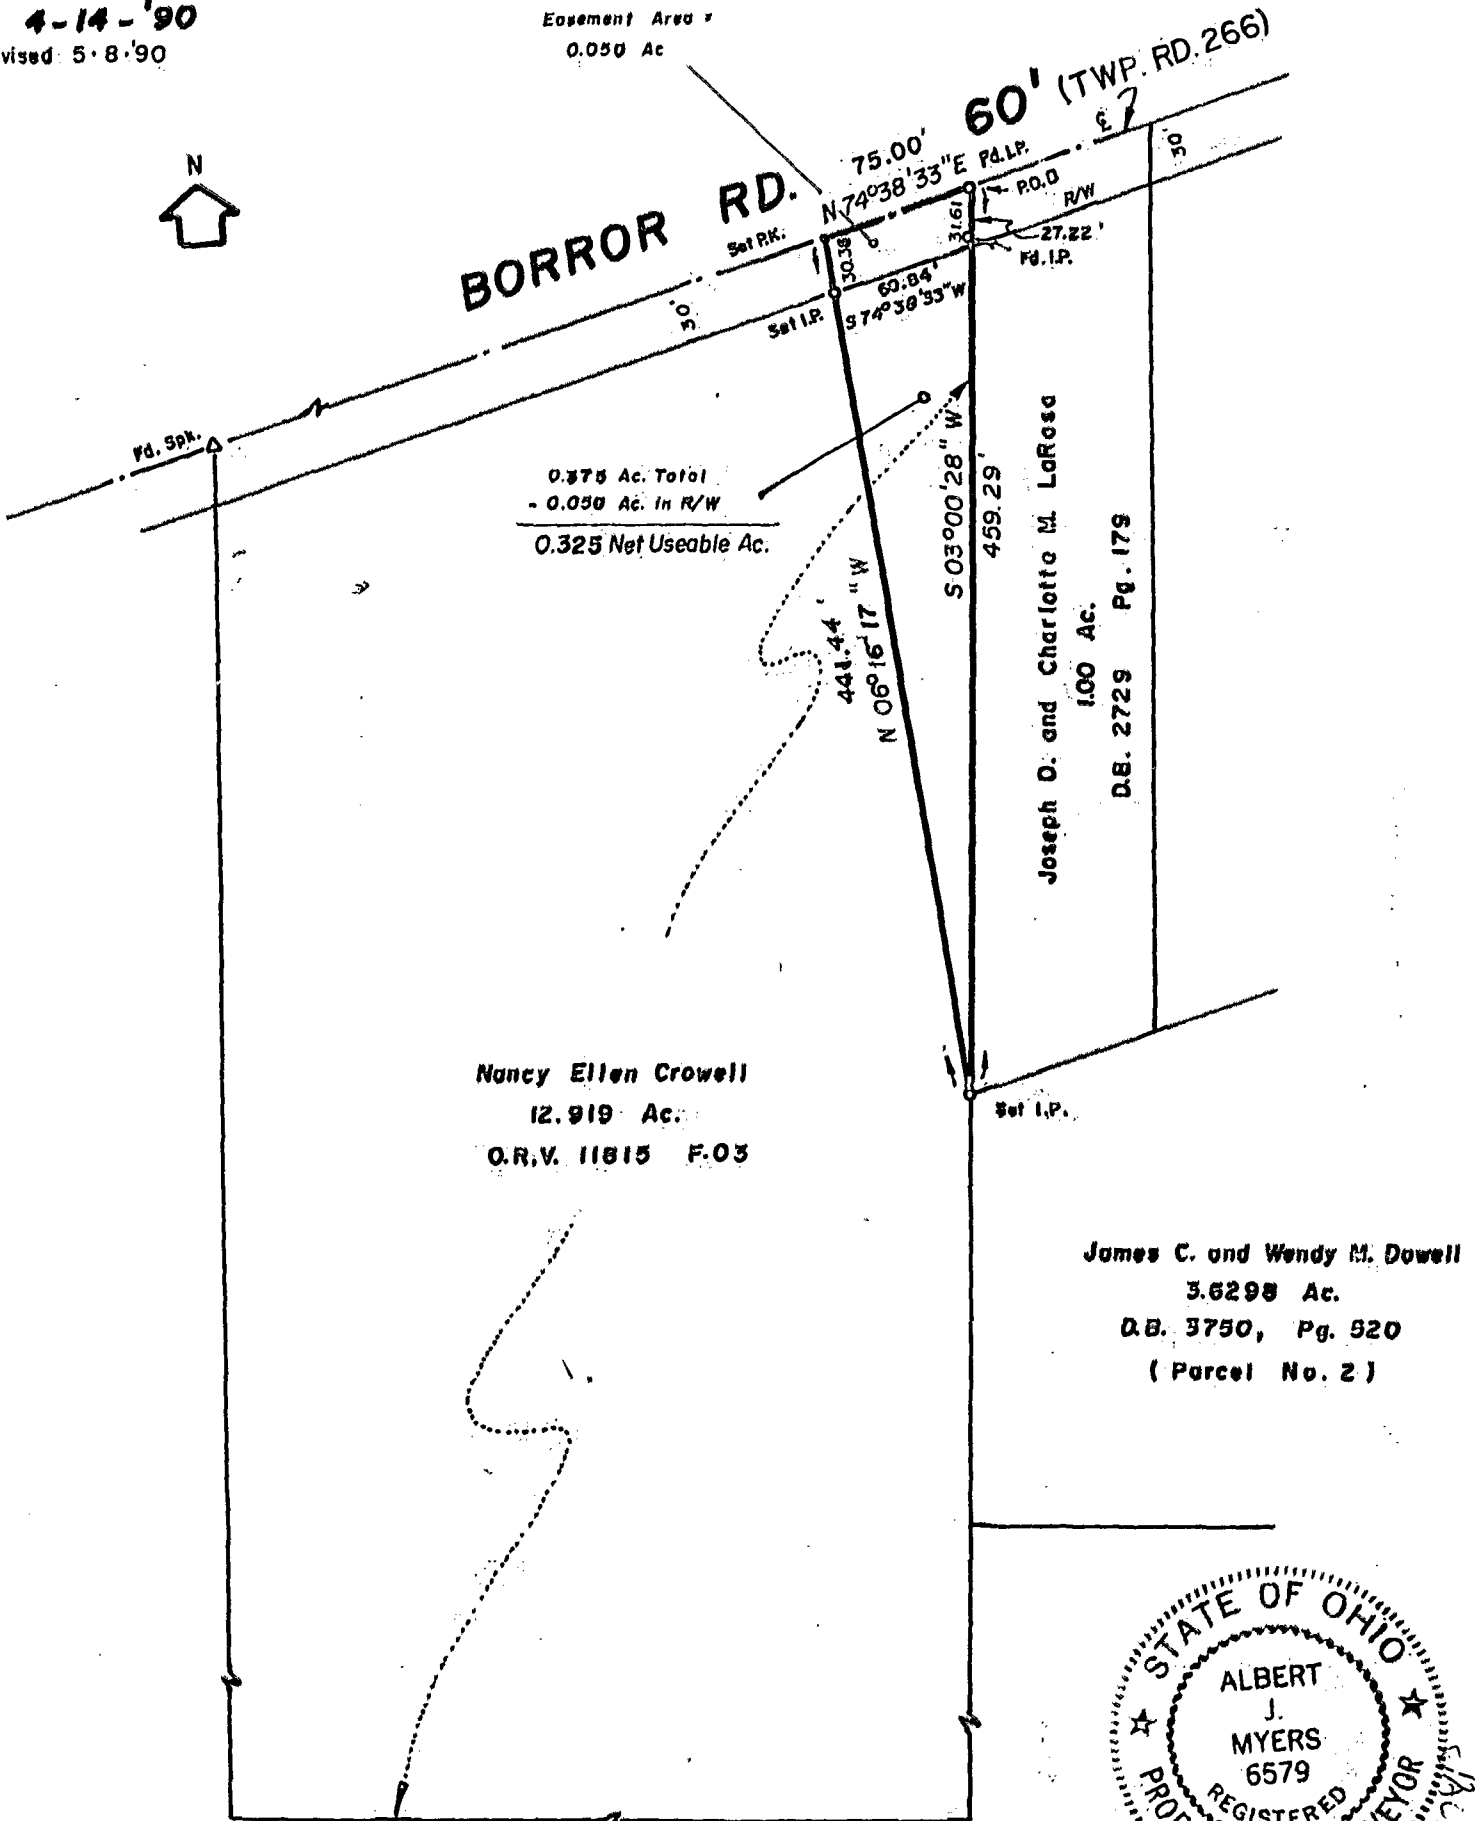 4-14-'90
vised 5·8·'90
Easement Area =
0.050 Ac
N
BORROR RD. 60' (TWP. RD. 266)
75.00'
N 74°38'33"E Fd. I.P.
℄
30'
P.O.B
R/W
27.22'
Fd. I.P.
31.61
Set P.K.
30.38
60.84'
S 74°38'33"W
Set I.P.
30'
Fd. Spk.
0.375 Ac. Total
- 0.050 Ac. in R/W
0.325 Net Useable Ac.
441.44'
N 06°16'17"W
S 03°00'28" W
459.29'
Joseph D. and Charlotte M. LaRosa
1.00 Ac.
D.B. 2729 Pg. 179
Nancy Ellen Crowell
12.919 Ac.
O.R.V. 11815 F.03
Set I.P.
James C. and Wendy M. Dowell
3.6298 Ac.
D.B. 3750, Pg. 520
( Parcel No. 2 )
STATE OF OHIO
ALBERT
J.
MYERS
6579
REGISTERED